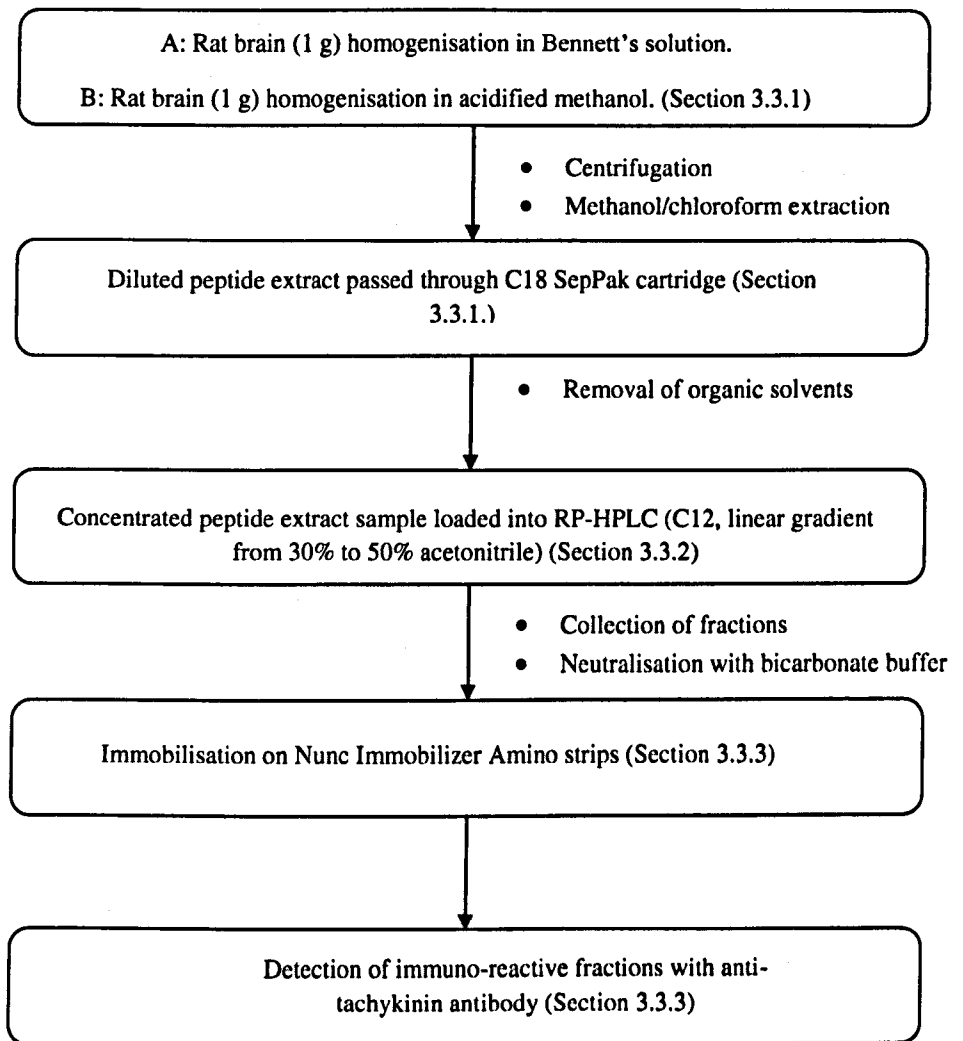 A: Rat brain (1 g) homogenisation in Bennett's solution.
B: Rat brain (1 g) homogenisation in acidified methanol. (Section 3.3.1)
• Centrifugation
• Methanol/chloroform extraction
Diluted peptide extract passed through C18 SepPak cartridge (Section
3.3.1.)
• Removal of organic solvents
Concentrated peptide extract sample loaded into RP-HPLC (C12, linear gradient
from 30% to 50% acetonitrile) (Section 3.3.2)
• Collection of fractions
• Neutralisation with bicarbonate buffer
Immobilisation on Nunc Immobilizer Amino strips (Section 3.3.3)
Detection of immuno-reactive fractions with anti-
tachykinin antibody (Section 3.3.3)